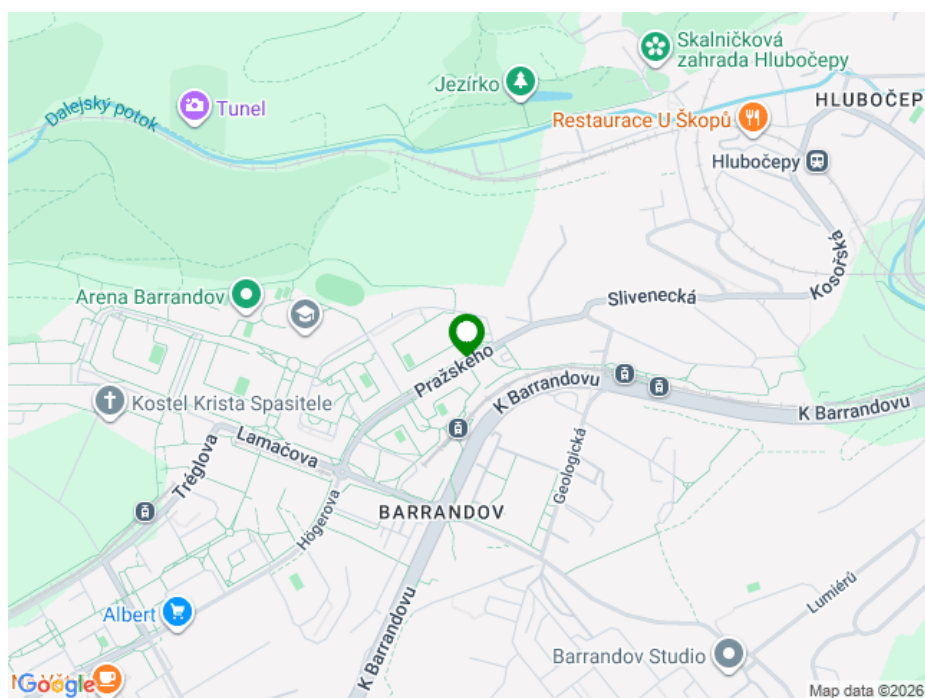 Skalničková
zahrada Hlubočepy
Jezírko
Tunel
Dalejský potok
HLUBOČEP
Restaurace U Škopů
Hlubočepy
Kosořská
Arena Barrandov
Slivenecká
Pražského
K Barrandovu
K Barrandovu
Kostel Krista Spasitele
Lamačova
Tréglova
Geologická
BARRANDOV
Högerova
Lumiérů
Albert
K Barrandovu
Barrandov Studio
Google
Map data ©2026